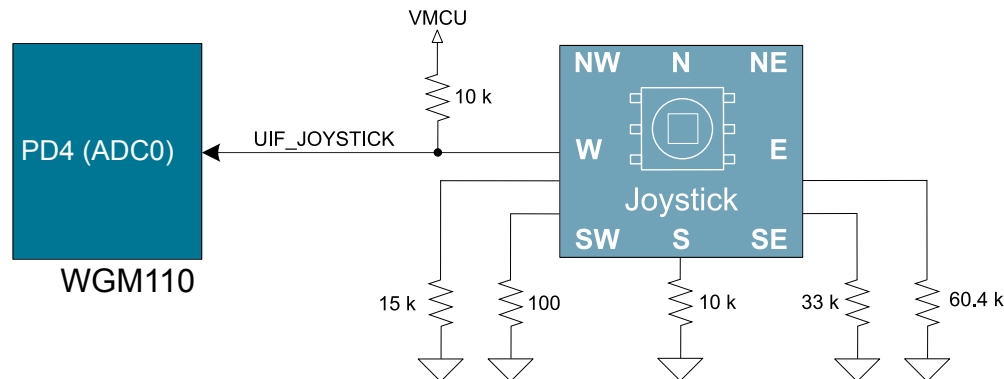 VMCU
NW N NE
10 k
PD4 (ADC0)
UIF_JOYSTICK
W E
Joystick
SW S SE
WGM110
15 k
100
10 k
33 k
60.4 k